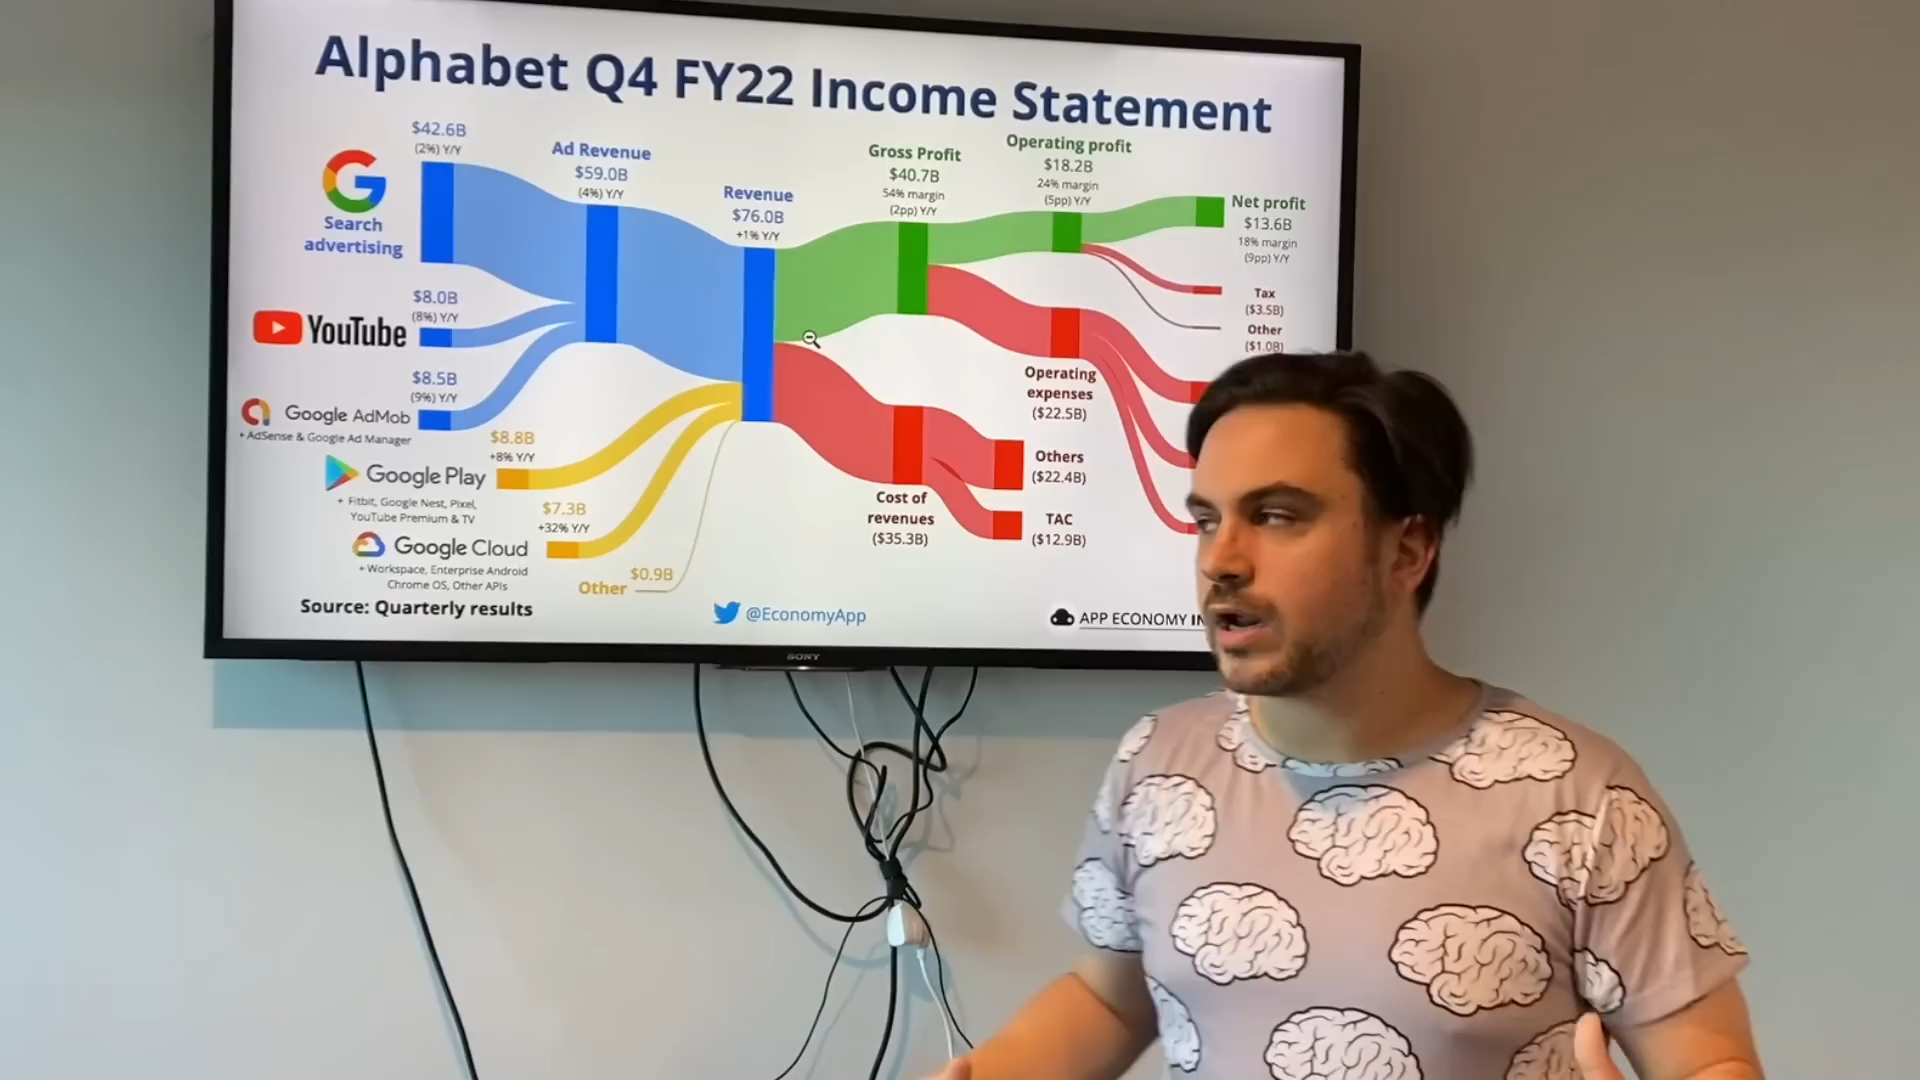 Alphabet Q4 FY22 Income Statement
$42.6B
(2%) Y/Y
Search
advertising
Ad Revenue
$59.0B
(4%) Y/Y
Revenue
$76.0B
+1% Y/Y
Gross Profit
$40.7B
54% margin
(2pp) Y/Y
Operating profit
$18.2B
24% margin
(5pp) Y/Y
Net profit
$13.6B
18% margin
(9pp) Y/Y
Tax
($3.5B)
Other
($1.0B)
$8.0B
(8%) Y/Y
YouTube
$8.5B
(9%) Y/Y
Google AdMob
+ AdSense & Google Ad Manager
$8.8B
+8% Y/Y
Google Play
+ Fitbit, Google Nest, Pixel,
YouTube Premium & TV
$7.3B
+32% Y/Y
Google Cloud
+ Workspace, Enterprise Android
Chrome OS, Other APIs
Other
$0.9B
Operating
expenses
($22.5B)
Others
($22.4B)
Cost of
revenues
($35.3B)
TAC
($12.9B)
Source: Quarterly results
@EconomyApp
APP ECONOMY IN
SONY